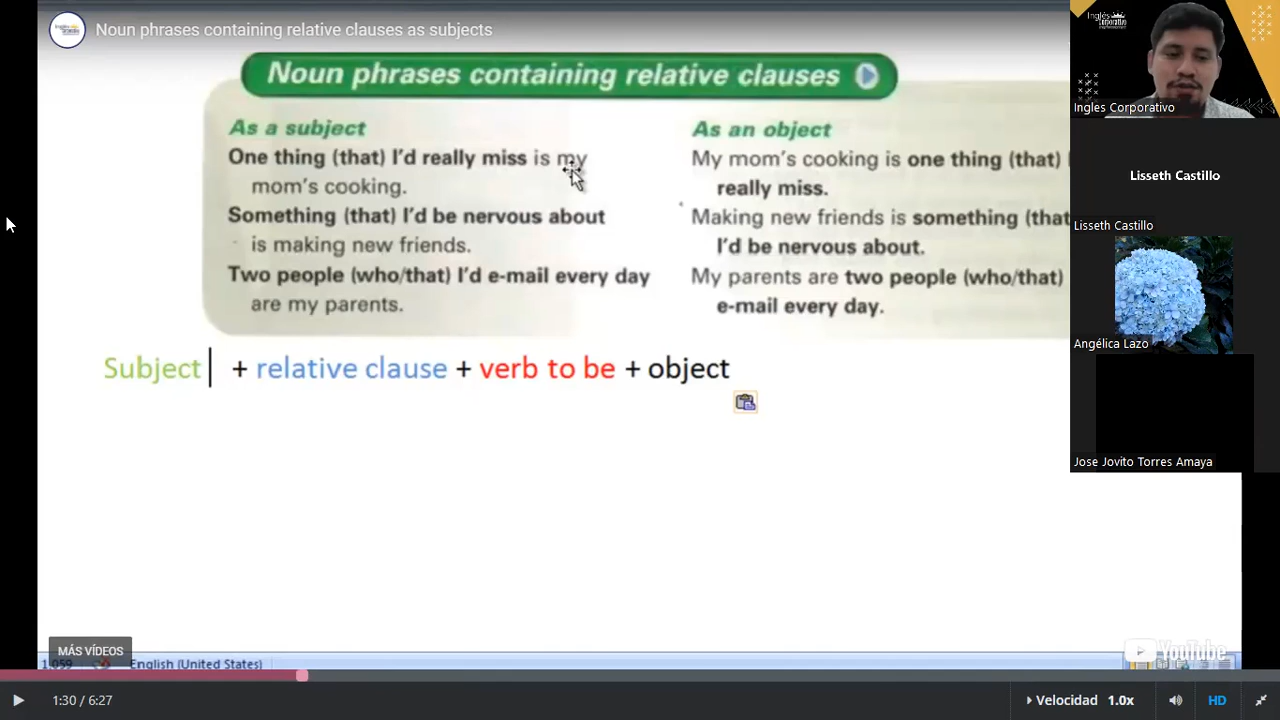 Noun phrases containing relative clauses as subjects
Noun phrases containing relative clauses
As a subject
One thing (that) I'd really miss is my
mom's cooking.
Something (that) I'd be nervous about
is making new friends.
Two people (who/that) I'd e-mail every day
are my parents.
As an object
My mom's cooking is one thing (that)
really miss.
Making new friends is something (that
I'd be nervous about.
My parents are two people (who/that)
e-mail every day.
Subject + relative clause + verb to be + object
Inglés
Corporativo
Ingles Corporativo
Lisseth Castillo
Lisseth Castillo
Angélica Lazo
Jose Jovito Torres Amaya
MÁS VÍDEOS
YouTube
1,059
English (United States)
1:30 / 6:27
Velocidad 1.0x
HD